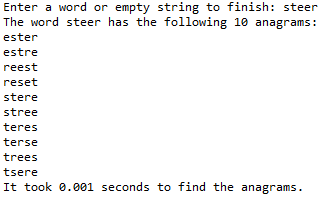 Enter a word or empty string to finish: steer
The word steer has the following 10 anagrams:
ester
estre
reest
reset
stere
stree
teres
terse
trees
tsere
It took 0.001 seconds to find the anagrams.